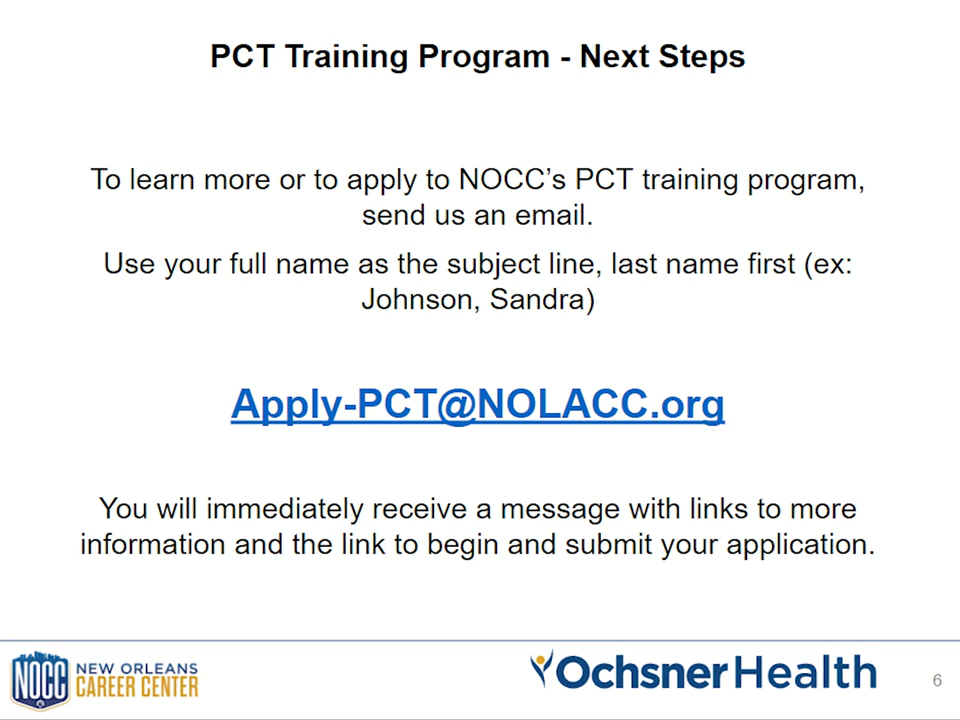 PCT Training Program - Next Steps
To learn more or to apply to NOCC’s PCT training program,
send us an email.
Use your full name as the subject line, last name first (ex:
Johnson, Sandra)
Apply-PCT@NOLACC.org
You will immediately receive a message with links to more
information and the link to begin and submit your application.
NOCC
NEW ORLEANS
CAREER CENTER
Ochsner Health
6